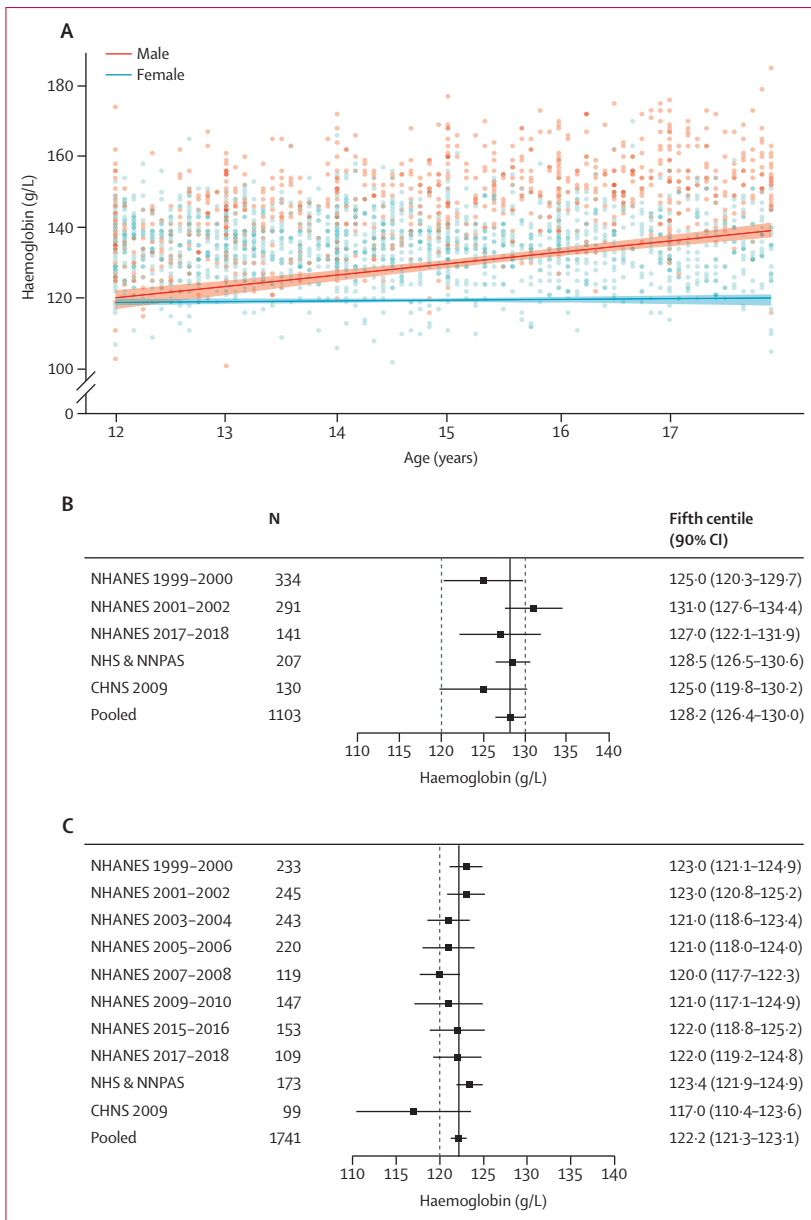 A
Male
Female
180
160
140
120
100
0
Haemoglobin (g/L)
12 13 14 15 16 17
Age (years)
B
N Fifth centile
(90% CI)
NHANES 1999–2000 334 125·0 (120·3–129·7)
NHANES 2001–2002 291 131·0 (127·6–134·4)
NHANES 2017–2018 141 127·0 (122·1–131·9)
NHS & NNPAS 207 128·5 (126·5–130·6)
CHNS 2009 130 125·0 (119·8–130·2)
Pooled 1103 128·2 (126·4–130·0)
110 115 120 125 130 135 140
Haemoglobin (g/L)
C
NHANES 1999–2000 233 123·0 (121·1–124·9)
NHANES 2001–2002 245 123·0 (120·8–125·2)
NHANES 2003–2004 243 121·0 (118·6–123·4)
NHANES 2005–2006 220 121·0 (118·0–124·0)
NHANES 2007–2008 119 120·0 (117·7–122·3)
NHANES 2009–2010 147 121·0 (117·1–124·9)
NHANES 2015–2016 153 122·0 (118·8–125·2)
NHANES 2017–2018 109 122·0 (119·2–124·8)
NHS & NNPAS 173 123·4 (121·9–124·9)
CHNS 2009 99 117·0 (110·4–123·6)
Pooled 1741 122·2 (121·3–123·1)
110 115 120 125 130 135 140
Haemoglobin (g/L)